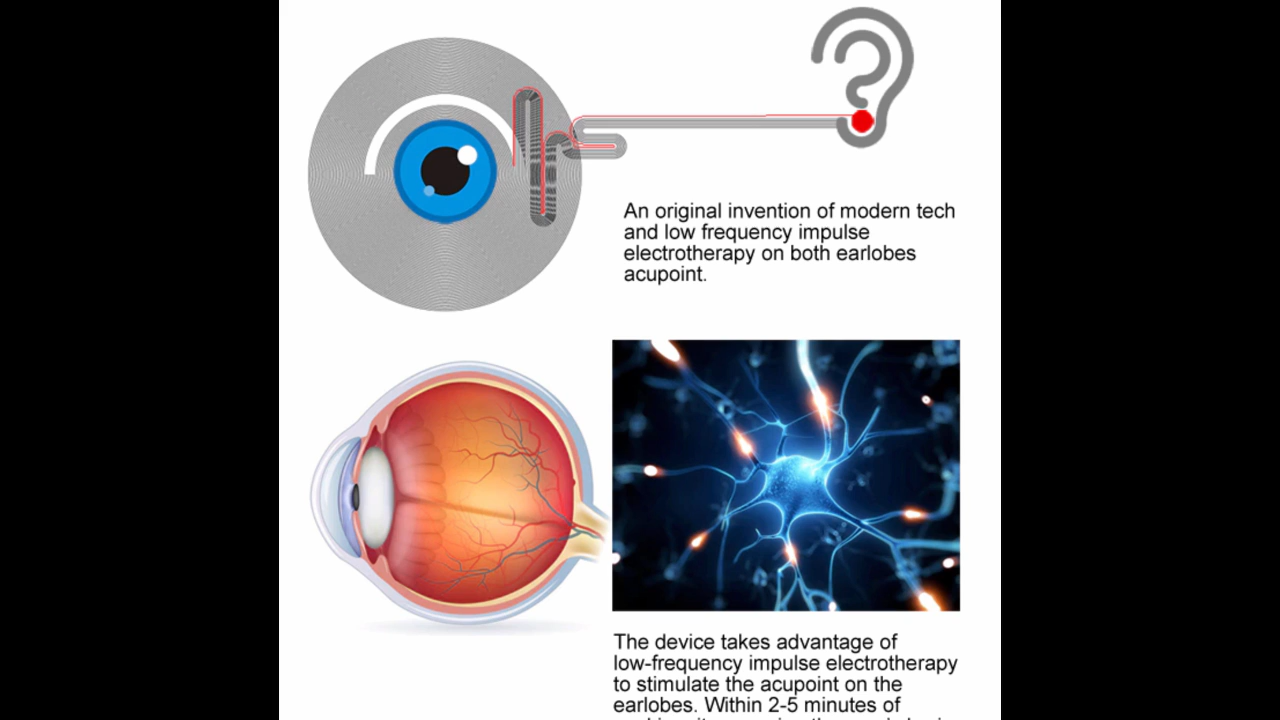 An original invention of modern tech
and low frequency impulse
electrotherapy on both earlobes
acupoint.
The device takes advantage of
low-frequency impulse electrotherapy
to stimulate the acupoint on the
earlobes. Within 2-5 minutes of